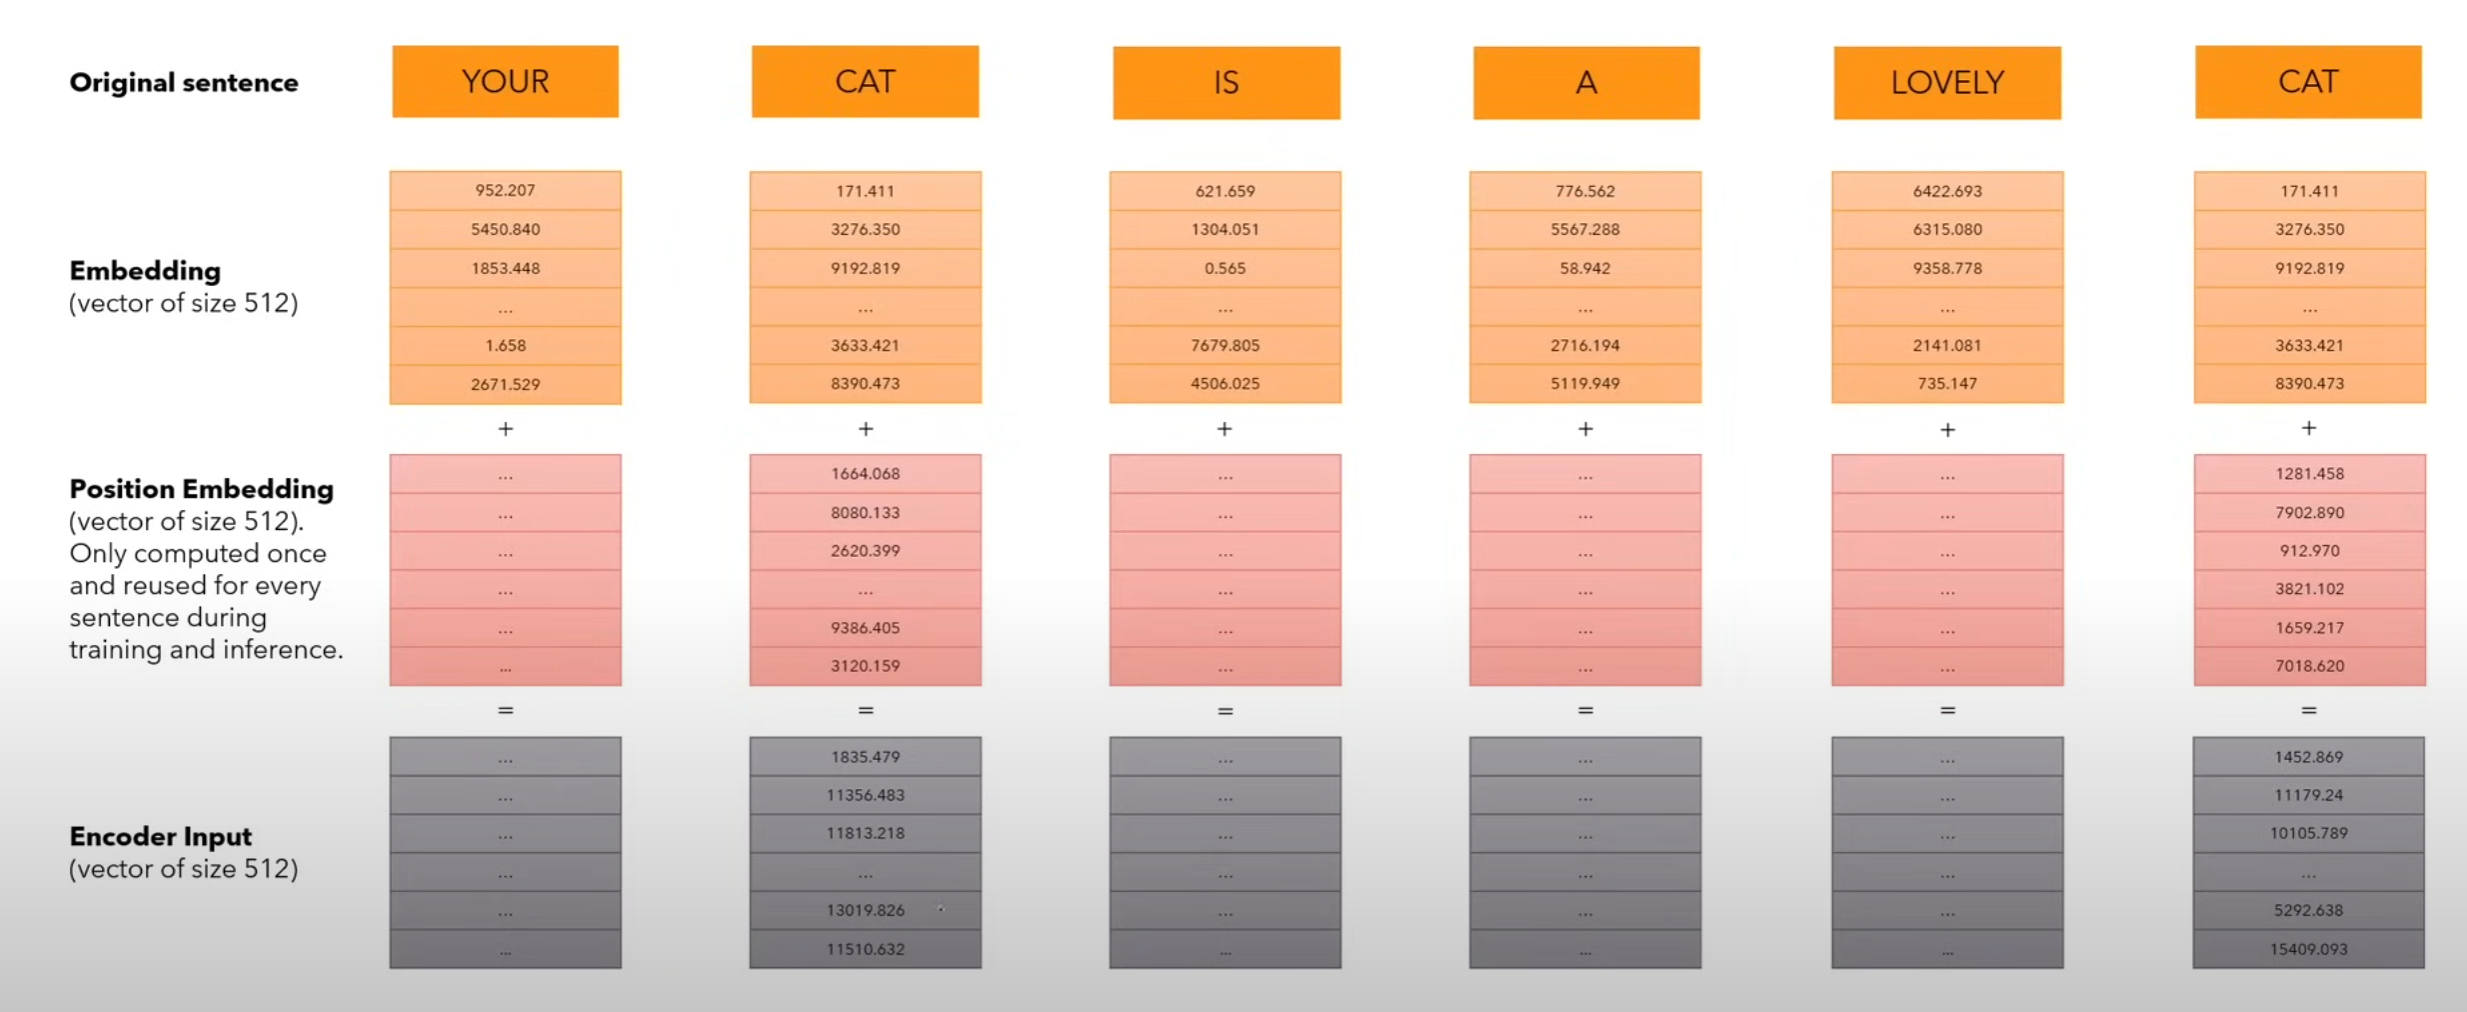 Original sentence YOUR CAT IS A LOVELY CAT
952.207 171.411 621.659 776.562 6422.693 171.411
5450.840 3276.350 1304.051 5567.288 6315.080 3276.350
Embedding 1853.448 9192.819 0.565 58.942 9358.778 9192.819
(vector of size 512) ... ... ... ... ... ...
1.658 3633.421 7679.805 2716.194 2141.081 3633.421
2671.529 8390.473 4506.025 5119.949 735.147 8390.473
+ + + + + +
Position Embedding ... 1664.068 ... ... ... 1281.458
(vector of size 512). ... 8080.133 ... ... ... 7902.890
Only computed once ... 2620.399 ... ... ... 912.970
and reused for every ... ... ... ... ... 3821.102
sentence during ... 9386.405 ... ... ... 1659.217
training and inference. ... 3120.159 ... ... ... 7018.620
= = = = = =
... 1835.479 ... ... ... 1452.869
... 11356.483 ... ... ... 11179.24
Encoder Input ... 11813.218 ... ... ... 10105.789
(vector of size 512) ... ... ... ... ... ...
... 13019.826 ... ... ... 5292.638
... 11510.632 ... ... ... 15409.093